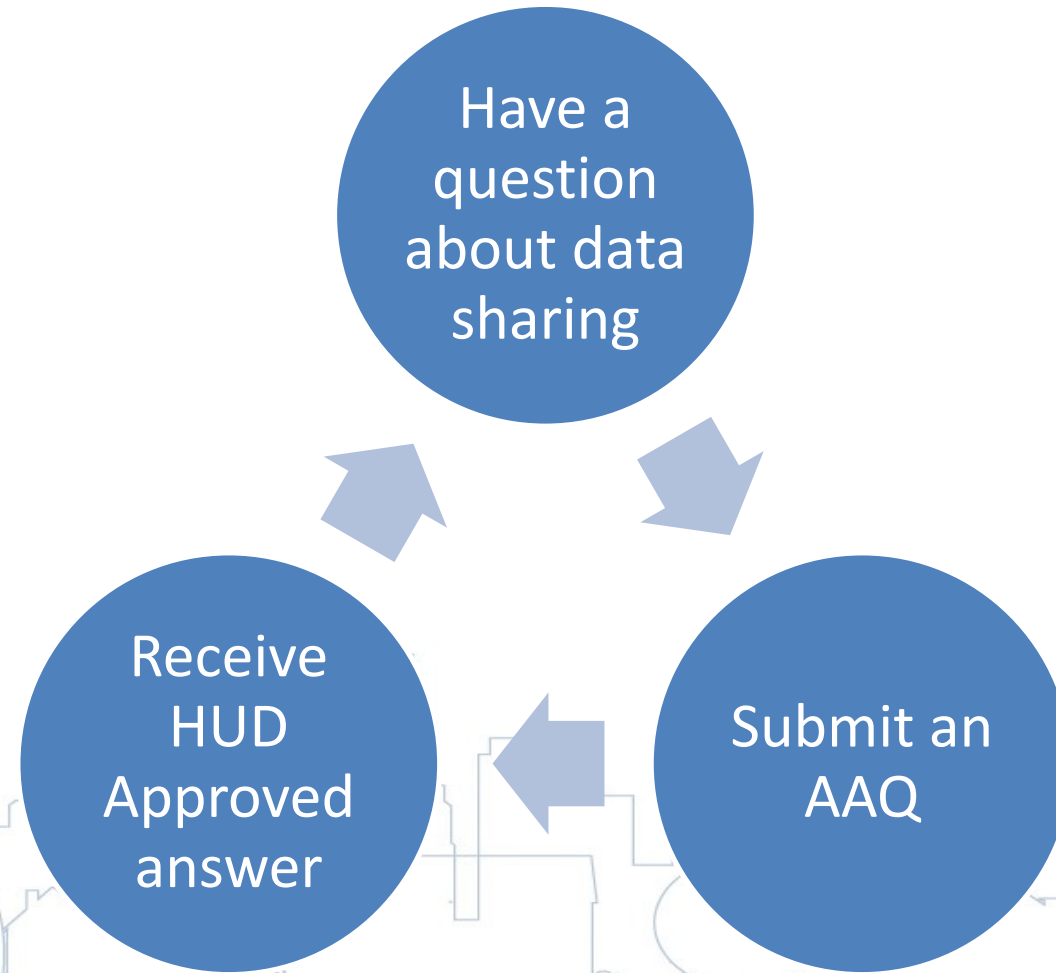 Have a
question
about data
sharing
Submit an
AAQ
Receive
HUD
Approved
answer